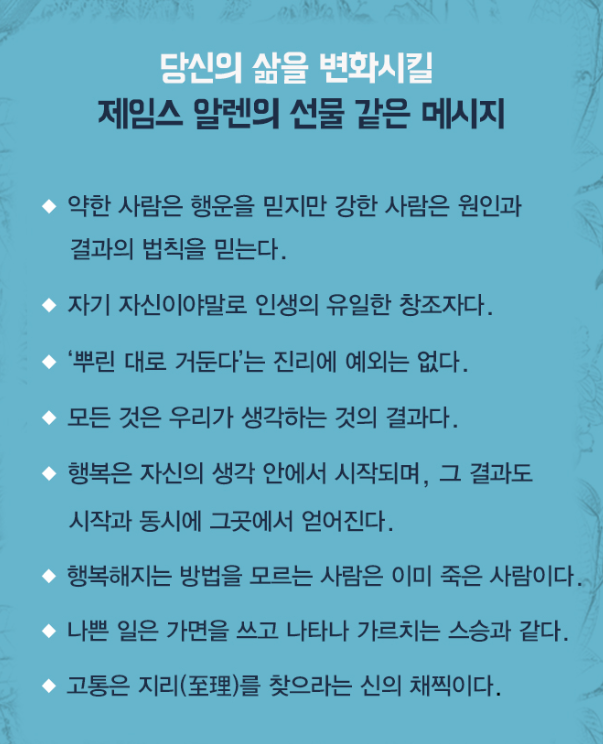 당신의 삶을 변화시킬
제임스 알렌의 선물 같은 메시지
◆ 약한 사람은 행운을 믿지만 강한 사람은 원인과
결과의 법칙을 믿는다.
◆ 자기 자신이야말로 인생의 유일한 창조자다.
◆ ‘뿌린 대로 거둔다’는 진리에 예외는 없다.
◆ 모든 것은 우리가 생각하는 것의 결과다.
◆ 행복은 자신의 생각 안에서 시작되며, 그 결과도
시작과 동시에 그곳에서 얻어진다.
◆ 행복해지는 방법을 모르는 사람은 이미 죽은 사람이다.
◆ 나쁜 일은 가면을 쓰고 나타나 가르치는 스승과 같다.
◆ 고통은 지리(至理)를 찾으라는 신의 채찍이다.